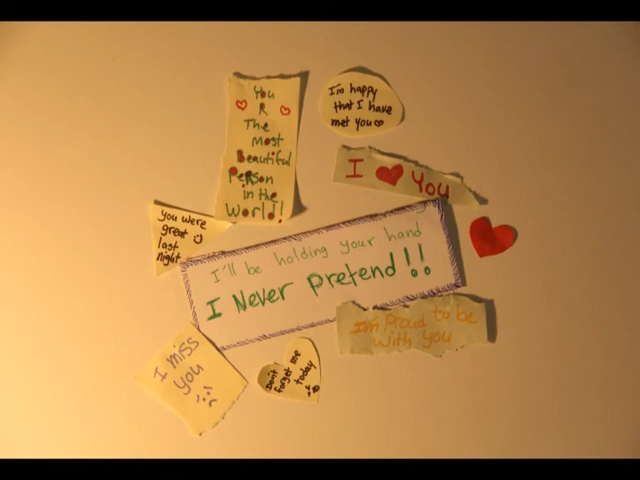 You
R
The
most
Beautiful
Person
in the
World!!
I'm happy
that I have
met you
I You
you were
great
last
night
I'll be holding your hand
I Never Pretend!!
I'm Proud to be
with you
I miss
you
Don't
forget me
today